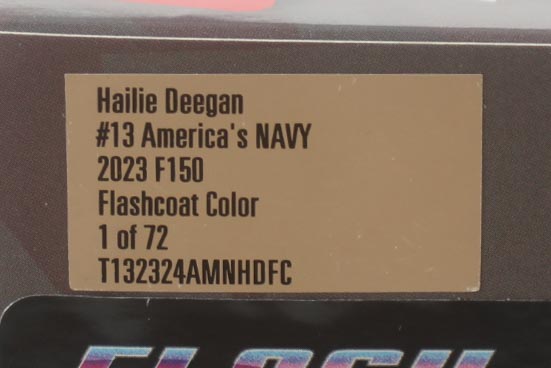 Hailie Deegan
#13 America's NAVY
2023 F150
Flashcoat Color
1 of 72
T132324AMNHDFC